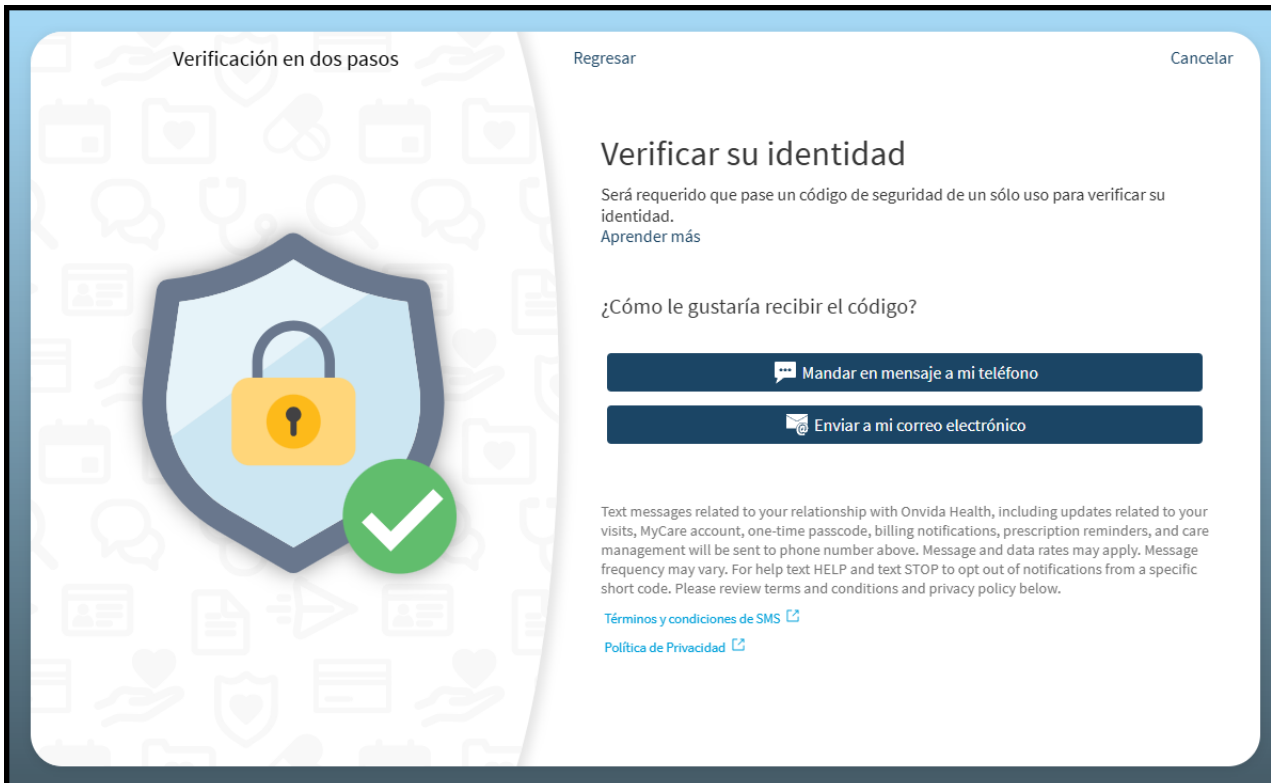 Verificación en dos pasos
Regresar
Cancelar
Verificar su identidad
Será requerido que pase un código de seguridad de un sólo uso para verificar su
identidad.
Aprender más
¿Cómo le gustaría recibir el código?
Mandar en mensaje a mi teléfono
Enviar a mi correo electrónico
Text messages related to your relationship with Onvida Health, including updates related to your
visits, MyCare account, one-time passcode, billing notifications, prescription reminders, and care
management will be sent to phone number above. Message and data rates may apply. Message
frequency may vary. For help text HELP and text STOP to opt out of notifications from a specific
short code. Please review terms and conditions and privacy policy below.
Términos y condiciones de SMS
Política de Privacidad